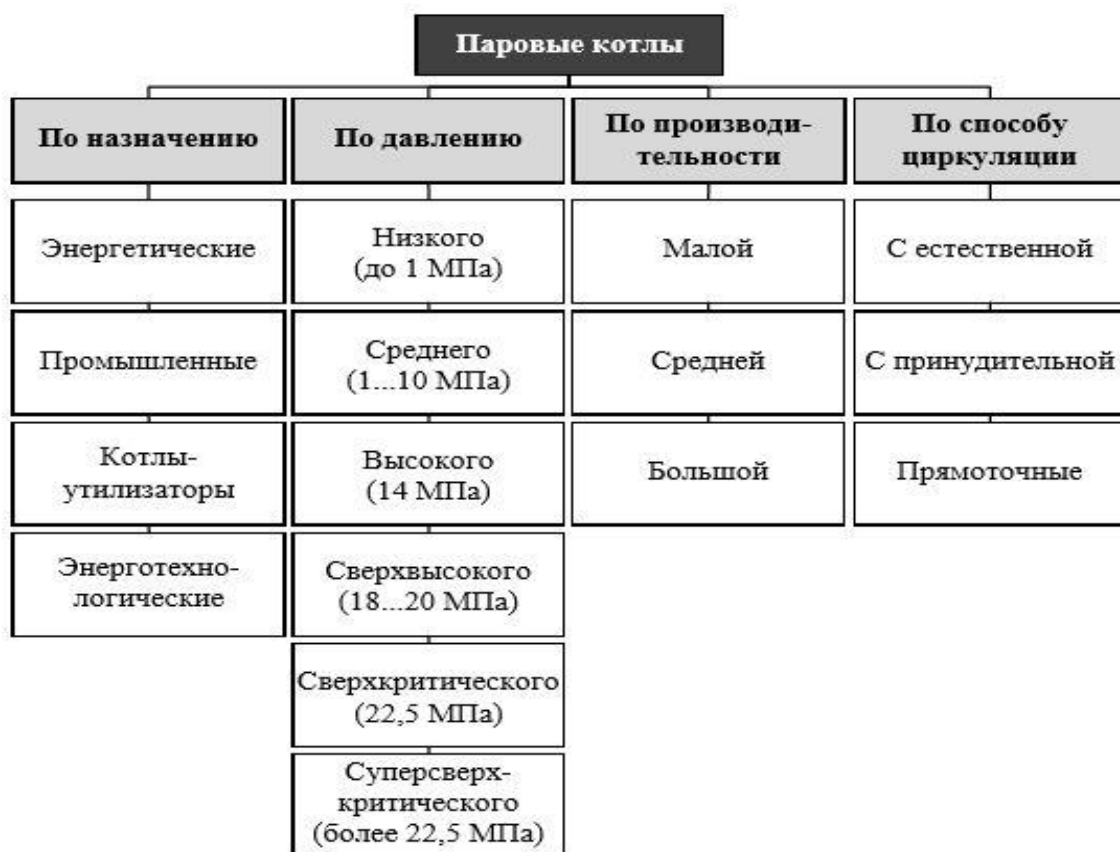 Паровые котлы
По назначению
Энергетические
Промышленные
Котлы-
утилизаторы
Энерготехно-
логические
По давлению
Низкого
(до 1 МПа)
Среднего
(1...10 МПа)
Высокого
(14 МПа)
Сверхвысокого
(18...20 МПа)
Сверхкритического
(22,5 МПа)
Суперсверх-
критического
(более 22,5 МПа)
По производи-
тельности
Малой
Средней
Большой
По способу
циркуляции
С естественной
С принудительной
Прямоточные